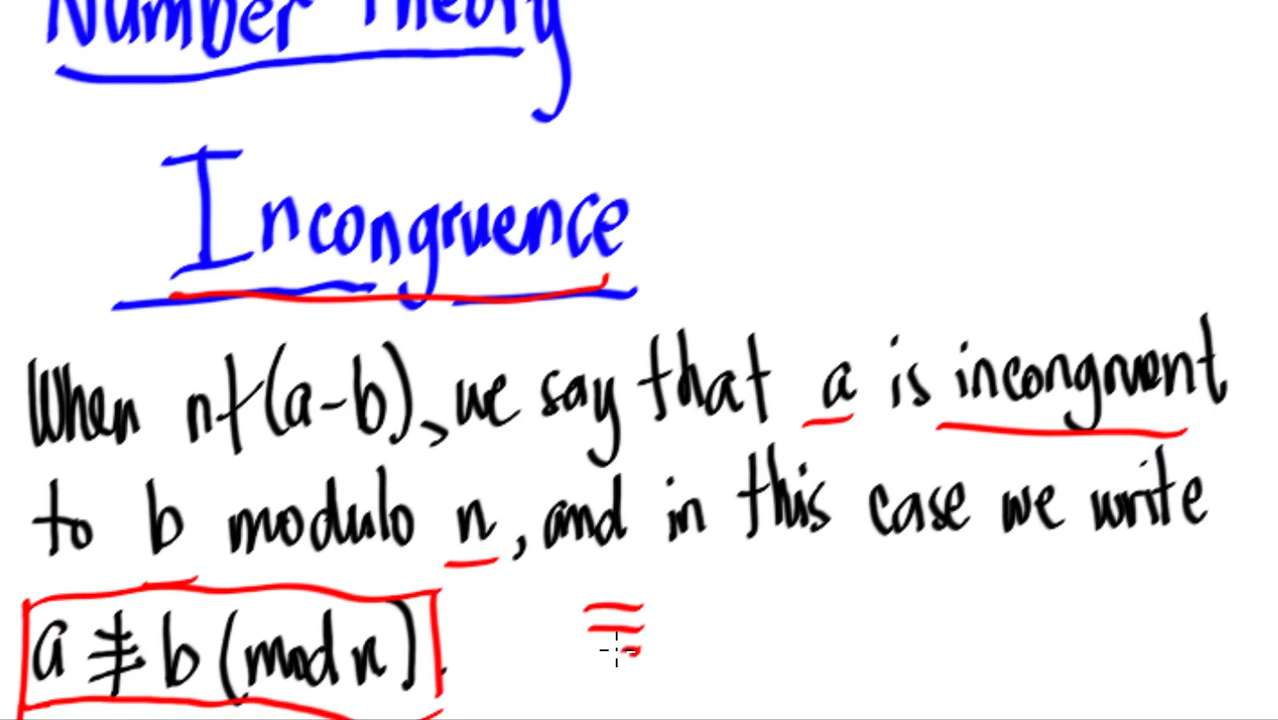 Number Theory
Incongruence
When n∤(a-b), we say that a is incongruent
to b modulo n, and in this case we write
a ≢ b (mod n).
≡